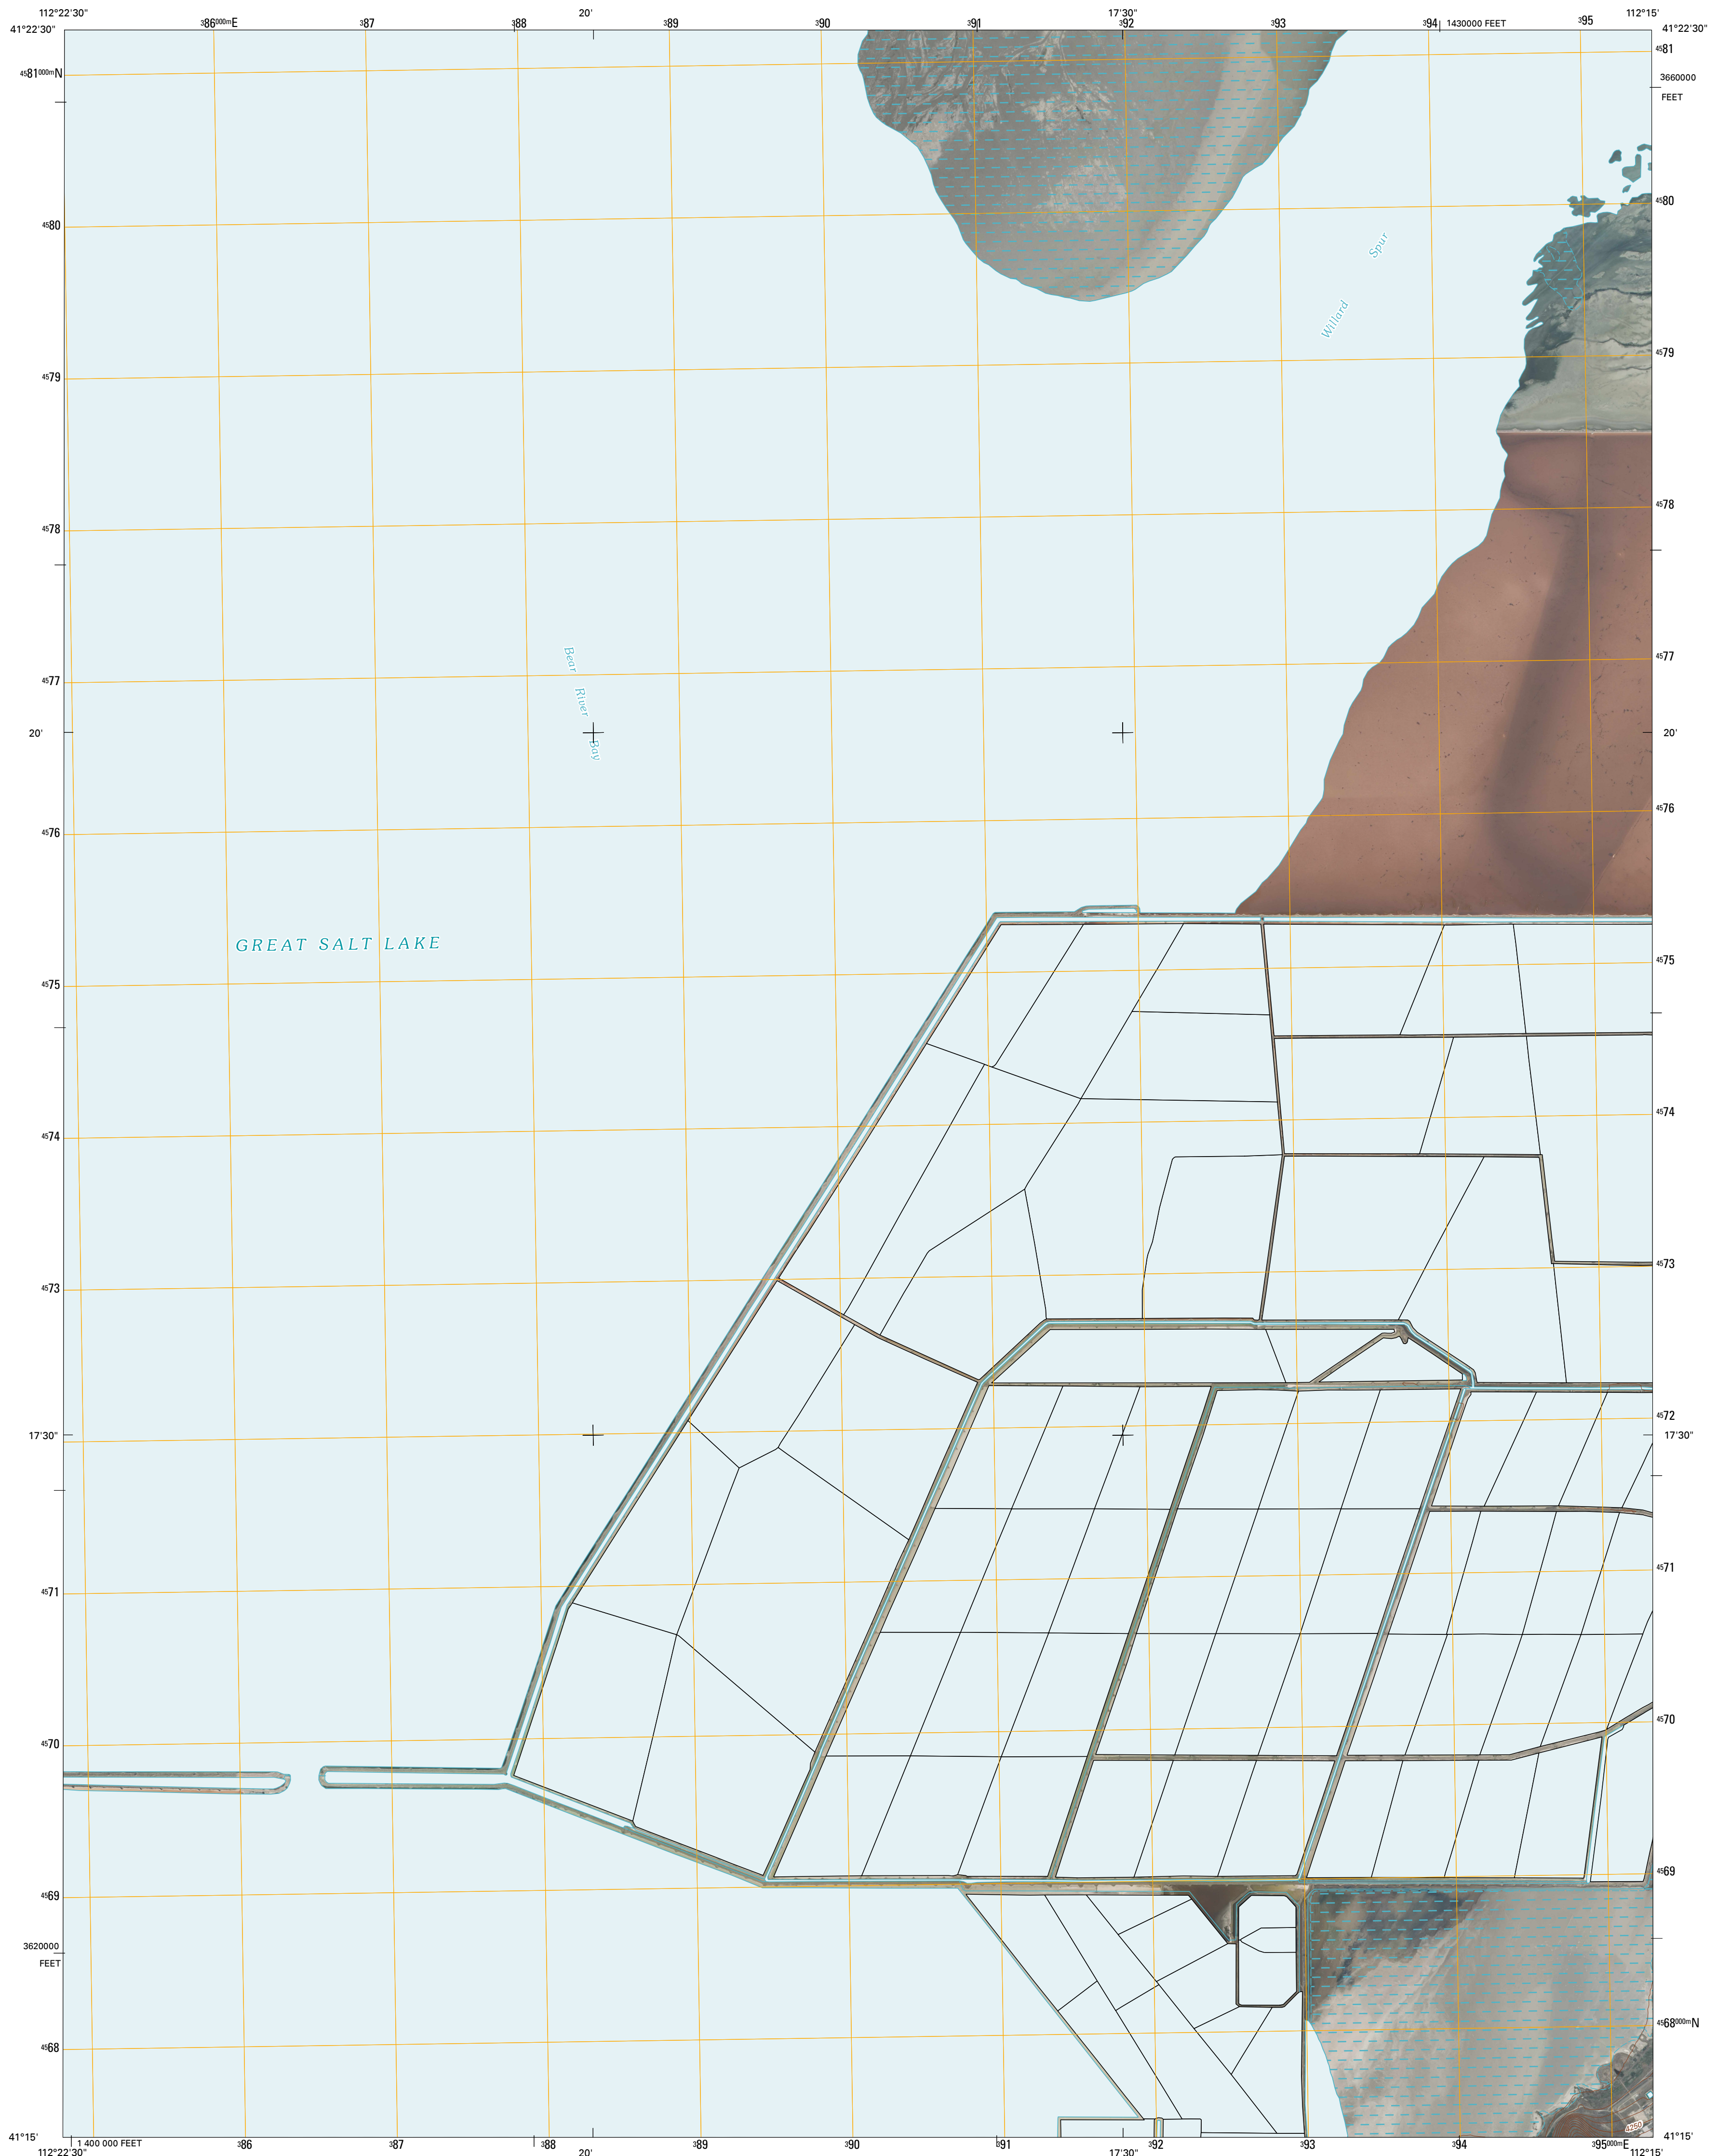 112°22'30" ³86⁰⁰⁰ᵐE ³87 ³88 20' ³89 ³90 ³91 17'30" ³92 ³93 ³94 1430000 FEET ³95 112°15'
41°22'30" 41°22'30"
⁴⁵81⁰⁰⁰ᵐN ⁴⁵81
3660000
FEET
⁴⁵80 ⁴⁵80
Willard Spur
⁴⁵79 ⁴⁵79
⁴⁵78 ⁴⁵78
Bear River Bay
⁴⁵77 ⁴⁵77
20' 20'
⁴⁵76 ⁴⁵76
GREAT SALT LAKE
⁴⁵75 ⁴⁵75
⁴⁵74 ⁴⁵74
⁴⁵73 ⁴⁵73
⁴⁵72
17'30" 17'30"
⁴⁵71 ⁴⁵71
⁴⁵70 ⁴⁵70
⁴⁵69 ⁴⁵69
3620000
FEET
⁴⁵68 ⁴⁵68⁰⁰⁰ᵐN
4250
41°15' 41°15'
112°22'30" 1 400 000 FEET ³86 ³87 ³88 20' ³89 ³90 ³91 17'30" ³92 ³93 ³94 ³95⁰⁰⁰ᵐE 112°15'